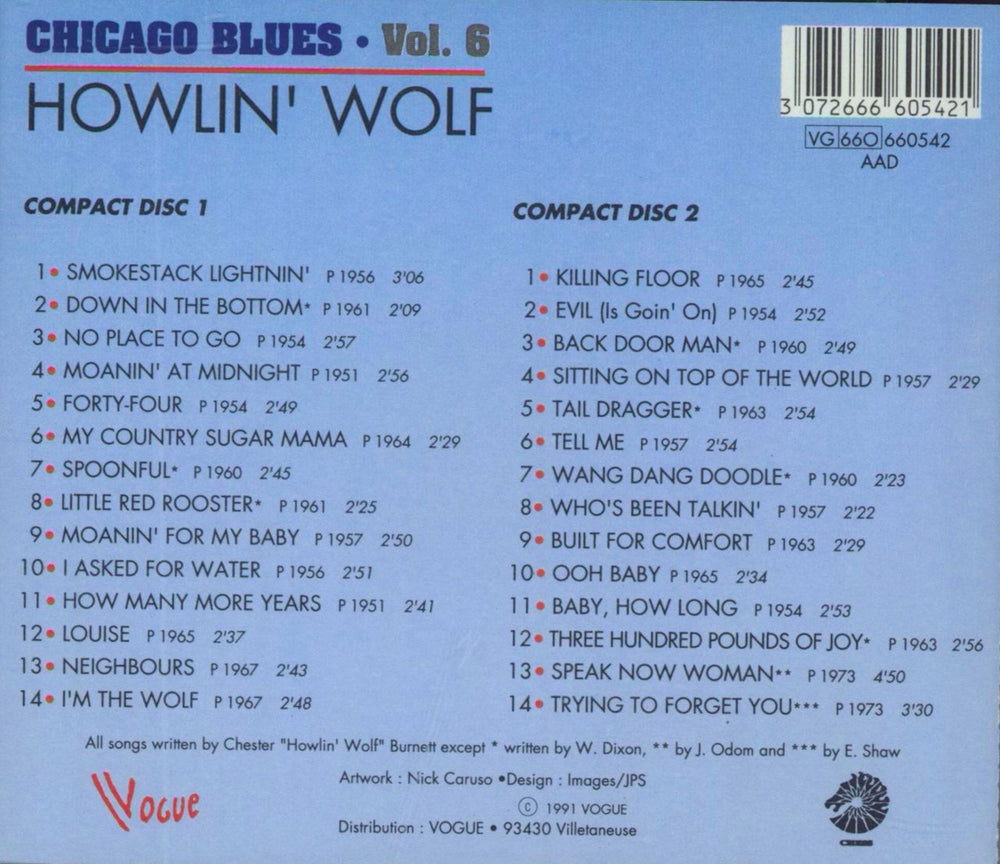 CHICAGO BLUES • Vol. 6
HOWLIN' WOLF
3 072666 605421
VG 660 660542
AAD
COMPACT DISC 1
1• SMOKESTACK LIGHTNIN' P 1956 3'06
2• DOWN IN THE BOTTOM* P 1961 2'09
3• NO PLACE TO GO P 1954 2'57
4• MOANIN' AT MIDNIGHT P 1951 2'56
5• FORTY-FOUR P 1954 2'49
6• MY COUNTRY SUGAR MAMA P 1964 2'29
7• SPOONFUL* P 1960 2'45
8• LITTLE RED ROOSTER* P 1961 2'25
9• MOANIN' FOR MY BABY P 1957 2'50
10• I ASKED FOR WATER P 1956 2'51
11• HOW MANY MORE YEARS P 1951 2'41
12• LOUISE P 1965 2'37
13• NEIGHBOURS P 1967 2'43
14• I'M THE WOLF P 1967 2'48
COMPACT DISC 2
1• KILLING FLOOR P 1965 2'45
2• EVIL (Is Goin' On) P 1954 2'52
3• BACK DOOR MAN* P 1960 2'49
4• SITTING ON TOP OF THE WORLD P 1957 2'29
5• TAIL DRAGGER* P 1963 2'54
6• TELL ME P 1957 2'54
7• WANG DANG DOODLE* P 1960 2'23
8• WHO'S BEEN TALKIN' P 1957 2'22
9• BUILT FOR COMFORT P 1963 2'29
10• OOH BABY P 1965 2'34
11• BABY, HOW LONG P 1954 2'53
12• THREE HUNDRED POUNDS OF JOY* P 1963 2'56
13• SPEAK NOW WOMAN** P 1973 4'50
14• TRYING TO FORGET YOU*** P 1973 3'30
All songs written by Chester "Howlin' Wolf" Burnett except * written by W. Dixon, ** by J. Odom and *** by E. Shaw
VOGUE
Artwork : Nick Caruso •Design : Images/JPS
© 1991 VOGUE
Distribution : VOGUE • 93430 Villetaneuse
CHESS